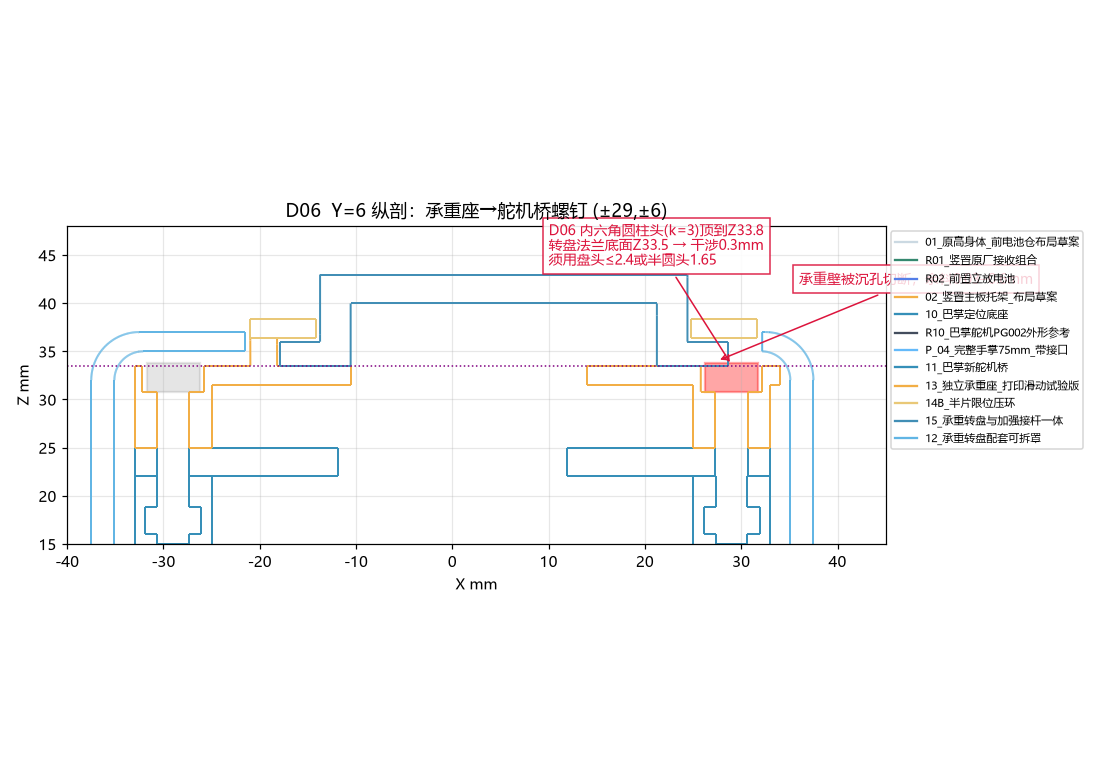 D06 Y=6 纵剖：承重座→舵机桥螺钉 (±29,±6)
D06 内六角圆柱头(k=3)顶到Z33.8
转盘法兰底面Z33.5 → 干涉0.3mm
须用盘头≤2.4或半圆头1.65
承重壁被沉孔切断
01_原高身体_前电池仓布局草案
R01_竖置原厂接收组合
R02_前置立放电池
02_竖置主板托架_布局草案
10_巴掌定位底座
R10_巴掌舵机PG002外形参考
P_04_完整手掌75mm_带接口
11_巴掌新舵机桥
13_独立承重座_打印滑动试验版
14B_半片限位压环
15_承重转盘与加强接杆一体
12_承重转盘配套可拆罩
Z mm
45
40
35
30
25
20
15
-40
-30
-20
-10
0
10
20
30
40
X mm